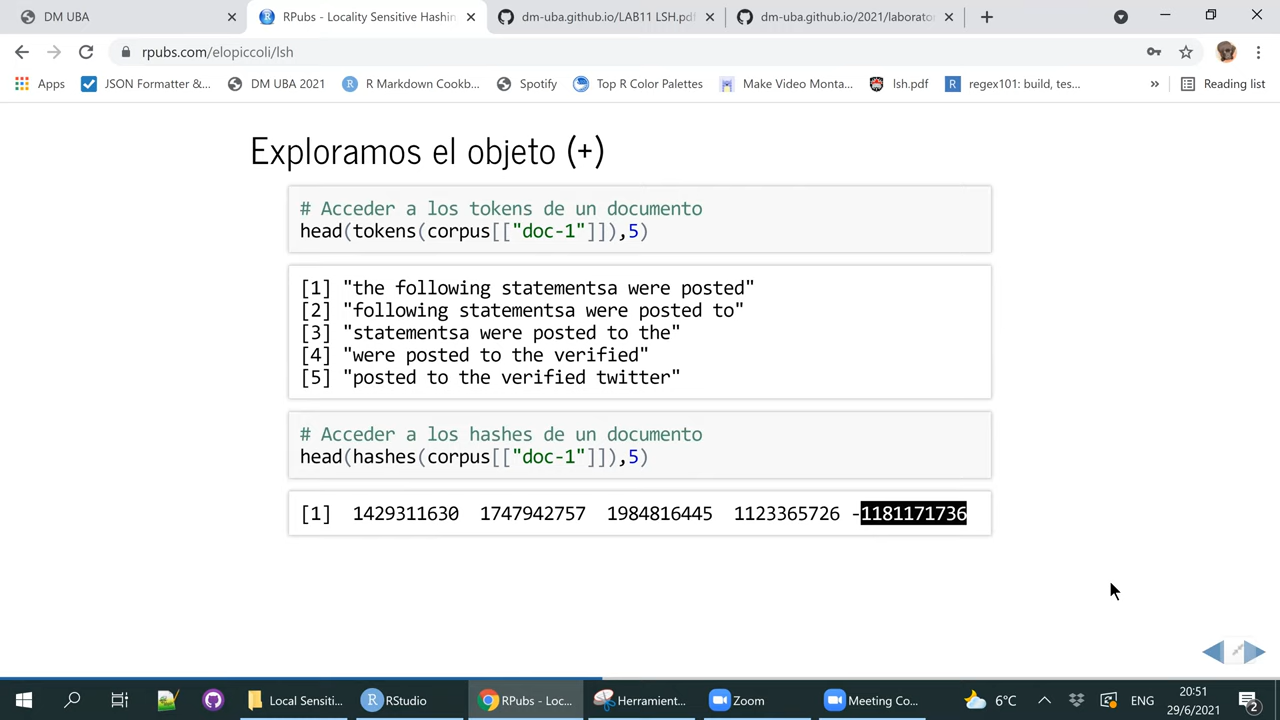 DM UBA
RPubs - Locality Sensitive Hashin
dm-uba.github.io/LAB11 LSH.pdf
dm-uba.github.io/2021/laborato
rpubs.com/elopiccoli/lsh
Apps
JSON Formatter &...
DM UBA 2021
R Markdown Cookb...
Spotify
Top R Color Palettes
Make Video Monta...
lsh.pdf
regex101: build, tes...
»
Reading list
Exploramos el objeto (+)
# Acceder a los tokens de un documento
head(tokens(corpus[["doc-1"]]),5)
[1] "the following statementsa were posted"
[2] "following statementsa were posted to"
[3] "statementsa were posted to the"
[4] "were posted to the verified"
[5] "posted to the verified twitter"
# Acceder a los hashes de un documento
head(hashes(corpus[["doc-1"]]),5)
[1] 1429311630 1747942757 1984816445 1123365726 -1181171736
Local Sensiti...
RStudio
RPubs - Loc...
Herramient...
Zoom
Meeting Co...
6°C
ENG
20:51
29/6/2021
2